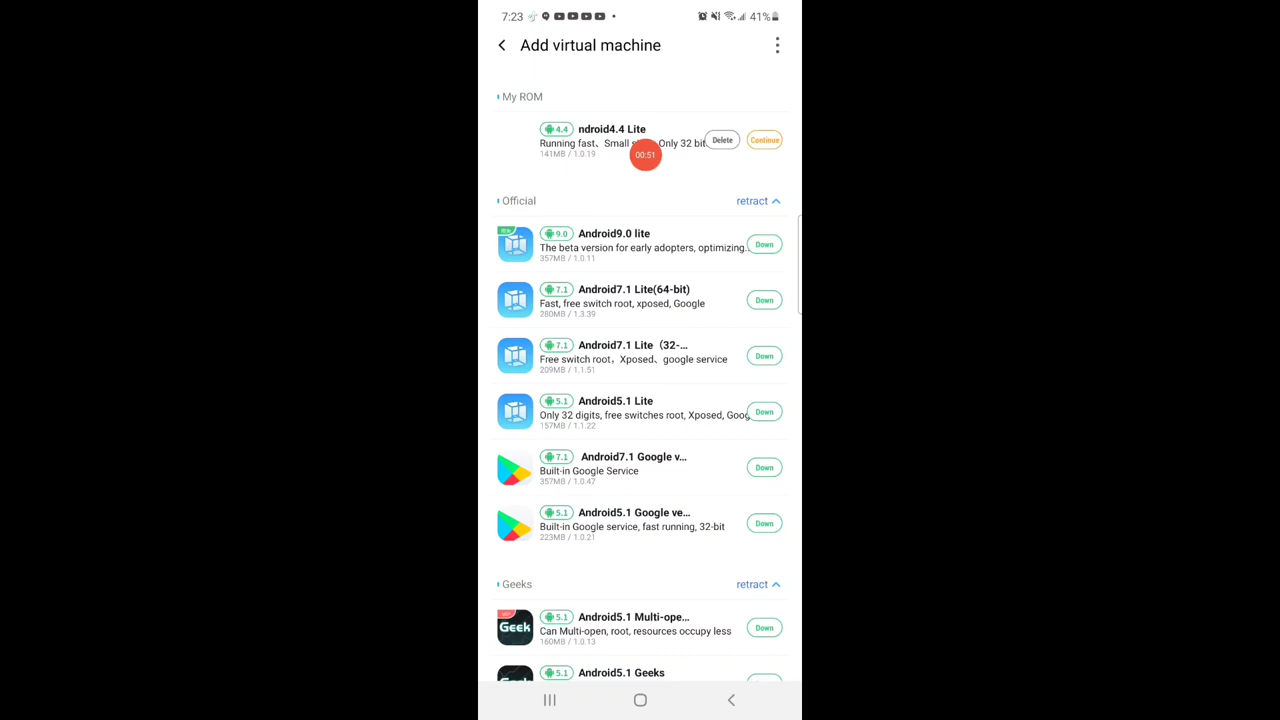 7:23
41%
Add virtual machine
My ROM
4.4 ndroid4.4 Lite
Running fast、Small Only 32 bit
141MB / 1.0.19
Delete
Continue
00:51
Official
retract
9.0 Android9.0 lite
The beta version for early adopters, optimizing...
357MB / 1.0.11
Down
7.1 Android7.1 Lite(64-bit)
Fast, free switch root, xposed, Google
280MB / 1.3.39
Down
7.1 Android7.1 Lite（32-...
Free switch root，Xposed、google service
209MB / 1.1.51
Down
5.1 Android5.1 Lite
Only 32 digits, free switches root, Xposed, Goog
157MB / 1.1.22
Down
7.1 Android7.1 Google v...
Built-in Google Service
357MB / 1.0.47
Down
5.1 Android5.1 Google ve...
Built-in Google service, fast running, 32-bit
223MB / 1.0.21
Down
Geeks
retract
VIP
Geek
5.1 Android5.1 Multi-ope...
Can Multi-open, root, resources occupy less
160MB / 1.0.13
Down
5.1 Android5.1 Geeks